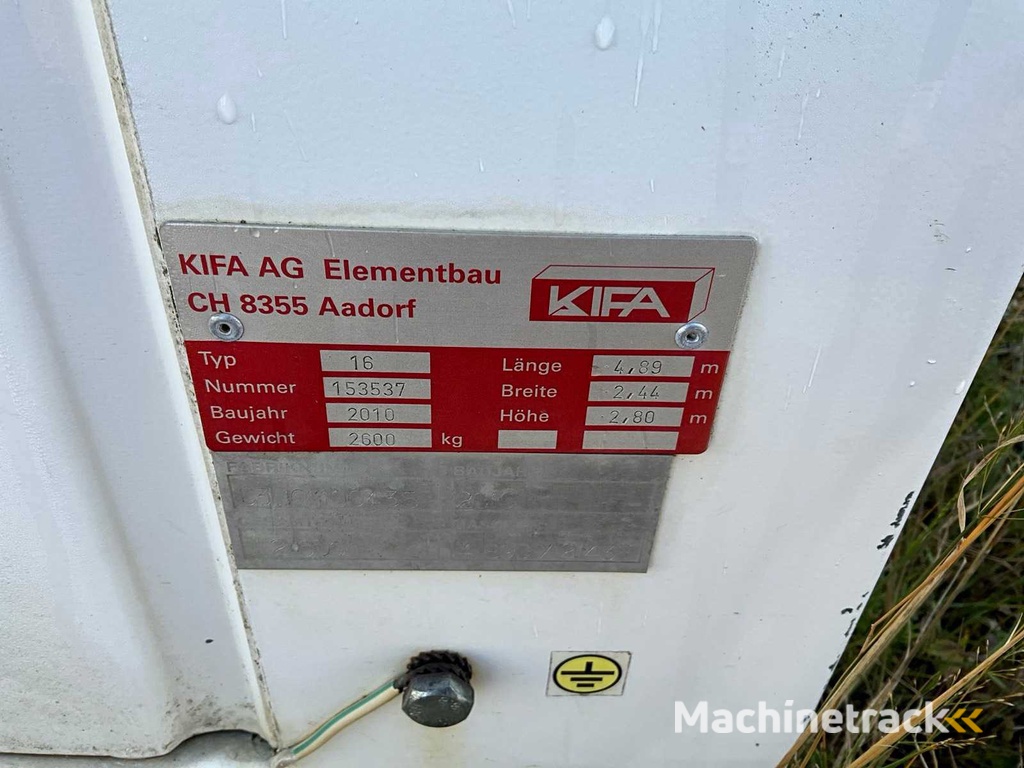 KIFA AG Elementbau
CH 8355 Aadorf
KIFA
Typ 16
Nummer 153537
Baujahr 2010
Gewicht 2600 kg
Länge 4,89 m
Breite 2,44 m
Höhe 2,80 m
Machinetrack